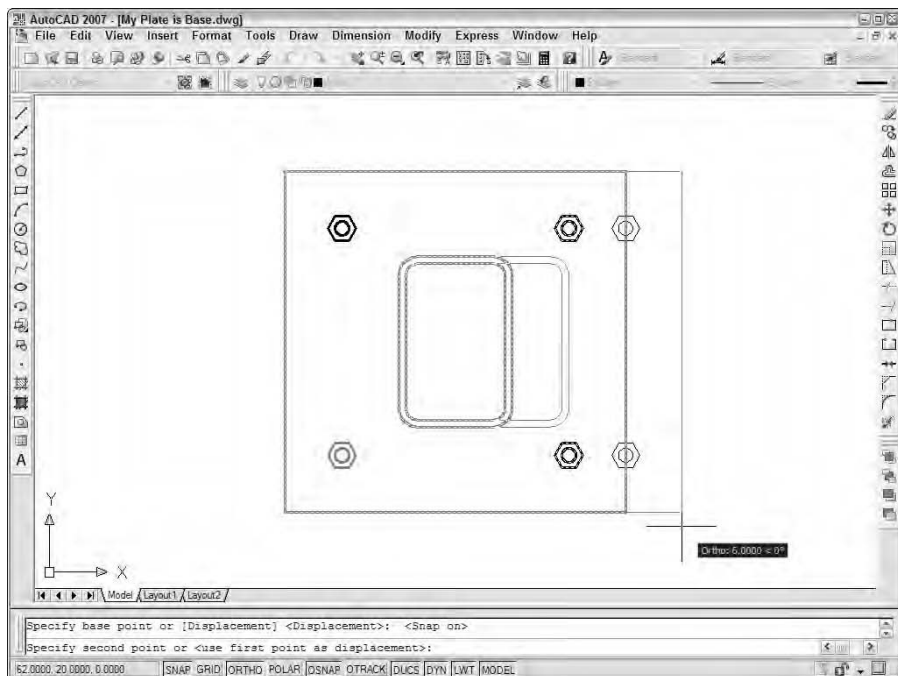 AutoCAD 2007 - [My Plate is Base.dwg]
File Edit View Insert Format Tools Draw Dimension Modify Express Window Help
A
Y
X
Ortho: 6.0000 < 0°
Model Layout1 Layout2
Specify base point or [Displacement] <Displacement>: <Snap on>
Specify second point or <use first point as displacement>:
62.0000, 20.0000, 0.0000 SNAP GRID ORTHO POLAR OSNAP OTRACK DUCS DYN LWT MODEL